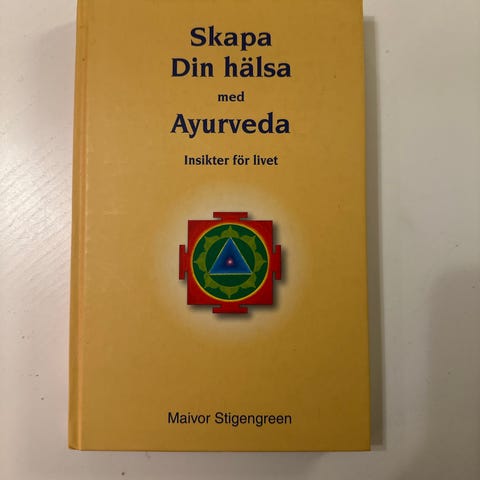 Skapa
Din hälsa
med
Ayurveda
Insikter för livet
Maivor Stigengreen